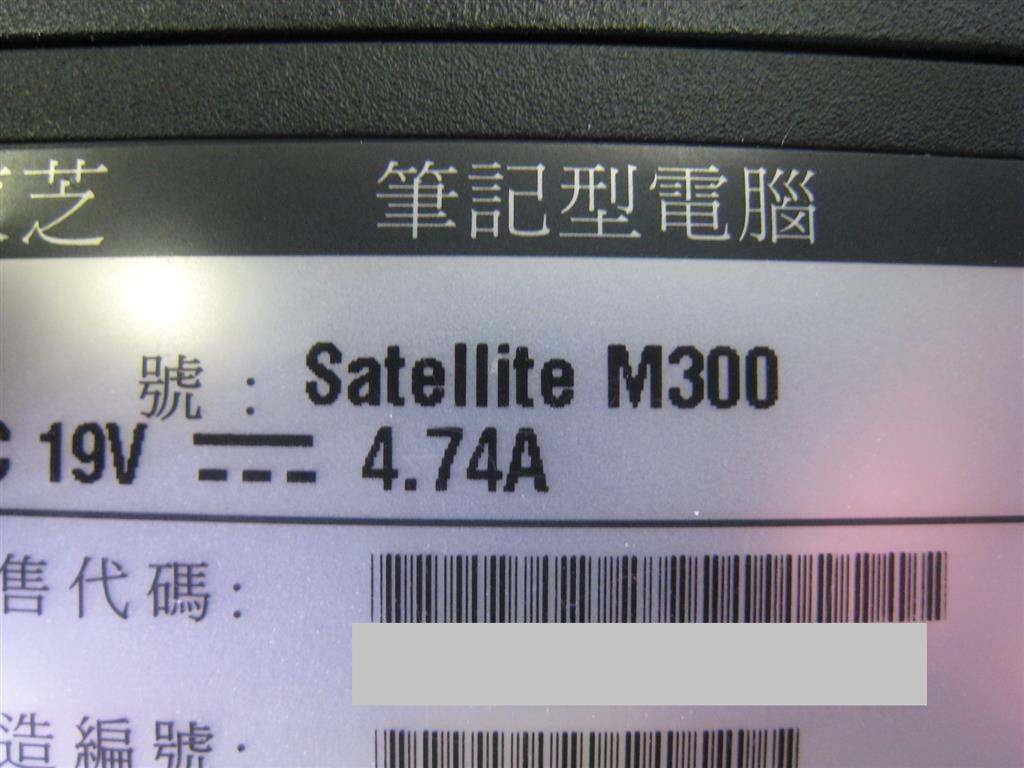 芝 筆記型電腦
號 : Satellite M300
C 19V ⎓ 4.74A
售代碼:
造編號: